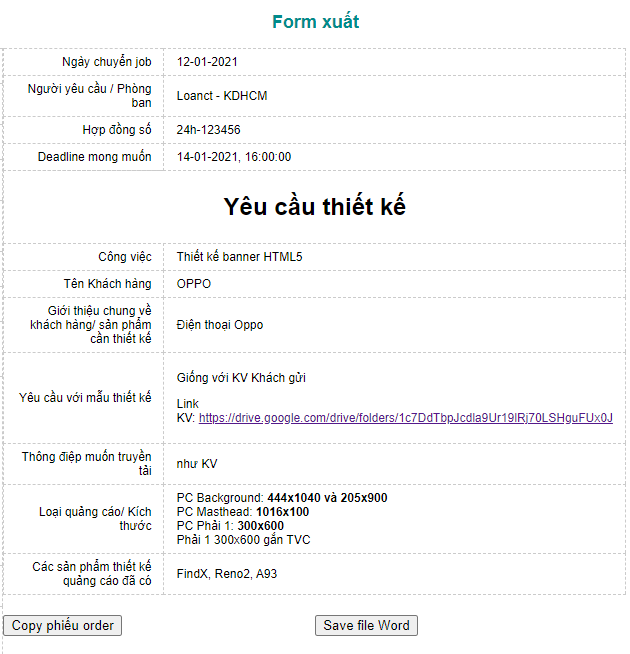 Form xuất
Ngày chuyển job 12-01-2021
Người yêu cầu / Phòng
ban
Loanct - KDHCM
Hợp đồng số 24h-123456
Deadline mong muốn 14-01-2021, 16:00:00
Yêu cầu thiết kế
Công việc Thiết kế banner HTML5
Tên Khách hàng OPPO
Giới thiệu chung về
khách hàng/ sản phẩm
cần thiết kế
Điện thoại Oppo
Yêu cầu với mẫu thiết kế
Giống với KV Khách gửi
Link
KV: https://drive.google.com/drive/folders/1c7DdTbpJcdla9Ur19lRj70LSHguFUx0J
Thông điệp muốn truyền
tải
như KV
Loại quảng cáo/ Kích
thước
PC Background: 444x1040 và 205x900
PC Masthead: 1016x100
PC Phải 1: 300x600
Phải 1 300x600 gắn TVC
Các sản phẩm thiết kế
quảng cáo đã có
FindX, Reno2, A93
Copy phiếu order Save file Word